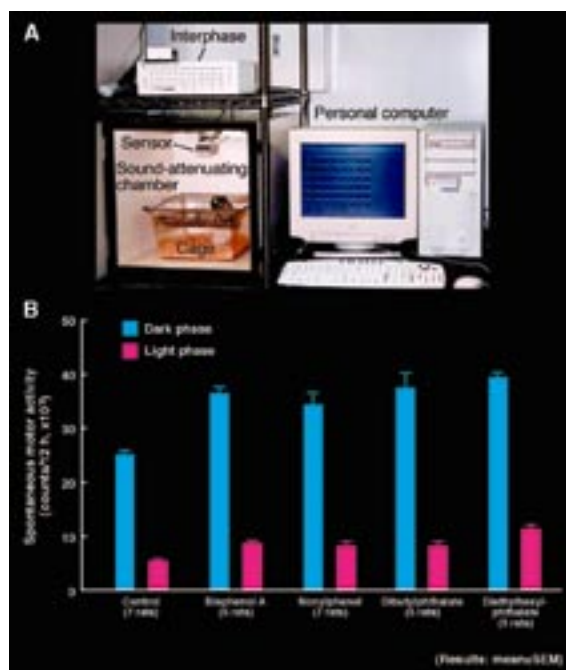 A
Interphase
Personal computer
Sensor
Sound-attenuating
chamber
Cage
B
50
Dark phase
Light phase
40
30
20
10
0
Spontaneous motor activity
(counts/12 h, x10³)
Control
(7 rats)
Bisphenol A
(5 rats)
Nonylphenol
(7 rats)
Dibutylphthalate
(5 rats)
phthalate
(5 rats)
(Results: mean±SEM)